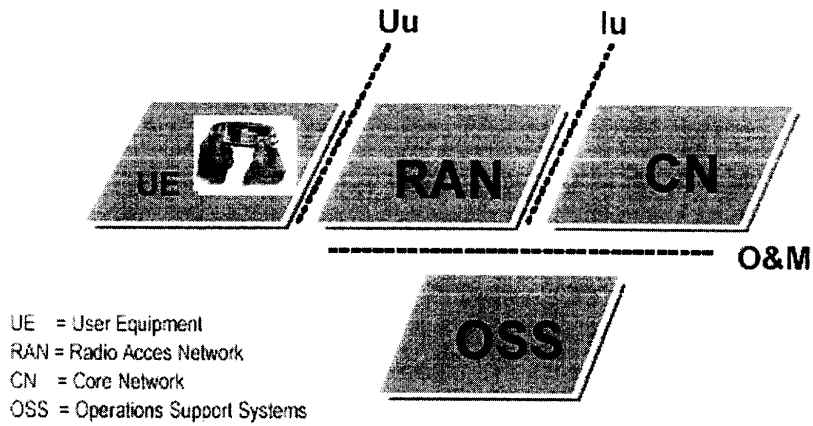 Uu
Iu
UE
RAN
CN
O&M
OSS
UE = User Equipment
RAN = Radio Acces Network
CN = Core Network
OSS = Operations Support Systems